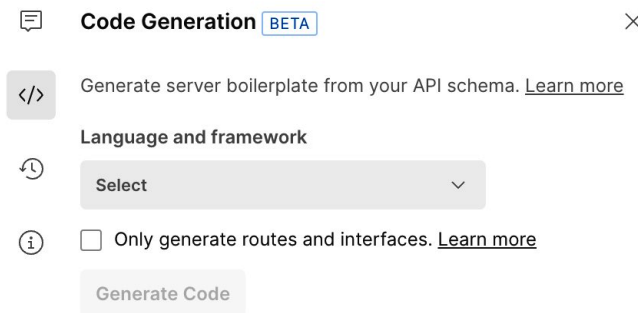 Code Generation BETA
Generate server boilerplate from your API schema. Learn more
Language and framework
Select
Only generate routes and interfaces. Learn more
Generate Code